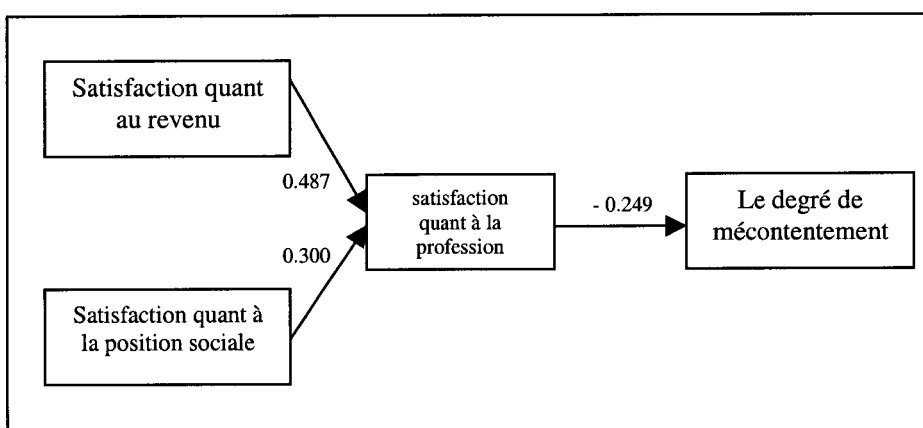 Satisfaction quant
au revenu
0.487
satisfaction
quant à la
profession
- 0.249
Le degré de
mécontentement
0.300
Satisfaction quant à
la position sociale